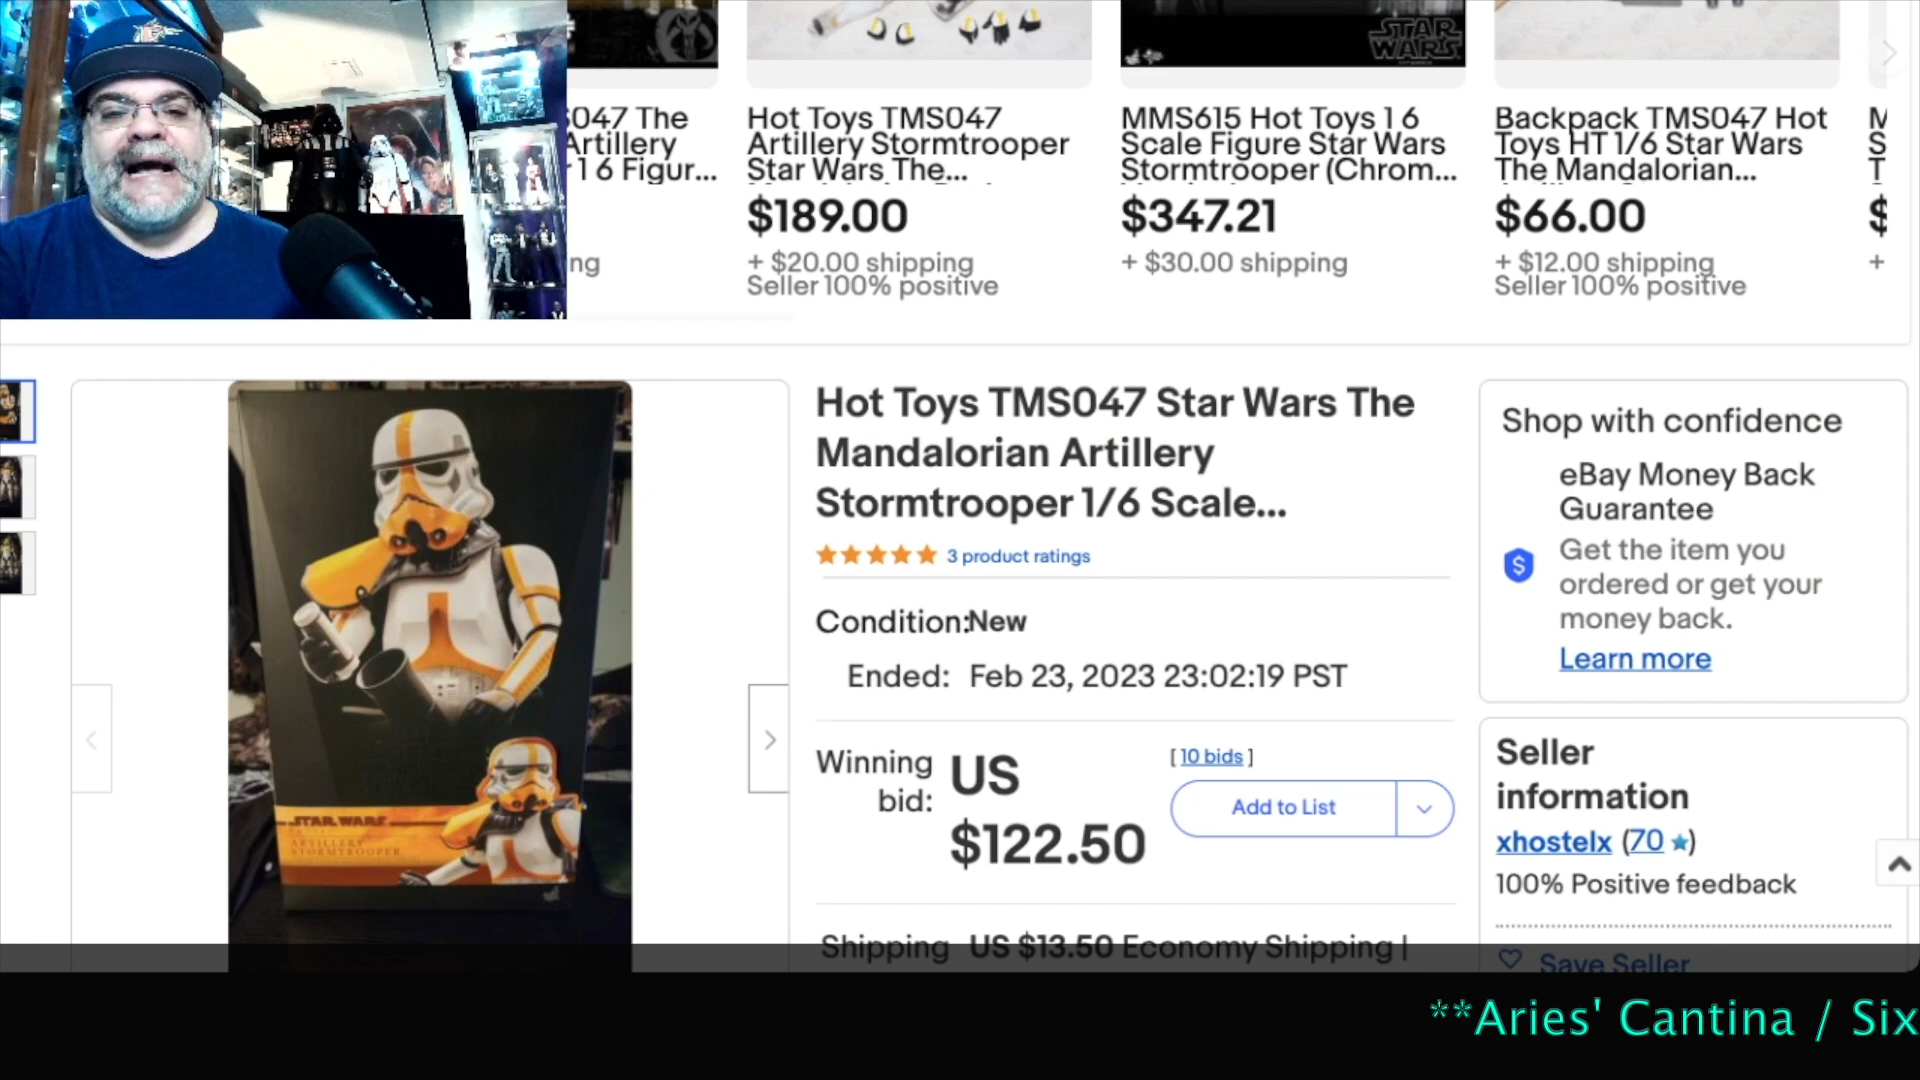 STAR
WARS
S047 The
Artillery
1 6 Figur...
ng
Hot Toys TMS047
Artillery Stormtrooper
Star Wars The...
$189.00
+ $20.00 shipping
Seller 100% positive
MMS615 Hot Toys 1 6
Scale Figure Star Wars
Stormtrooper (Chrom...
$347.21
+ $30.00 shipping
Backpack TMS047 Hot
Toys HT 1/6 Star Wars
The Mandalorian...
$66.00
+ $12.00 shipping
Seller 100% positive
M
S
T
$
+
STAR WARS
ARTILLERY
STORMTROOPER
Hot Toys TMS047 Star Wars The
Mandalorian Artillery
Stormtrooper 1/6 Scale...
3 product ratings
Condition:New
Ended: Feb 23, 2023 23:02:19 PST
Winning
bid:
US
$122.50
[ 10 bids ]
Add to List
Shipping US $13.50 Economy Shipping |
Shop with confidence
eBay Money Back
Guarantee
Get the item you
ordered or get your
money back.
Learn more
Seller
information
xhostelx (70 ★)
100% Positive feedback
Save Seller
**Aries' Cantina / Six